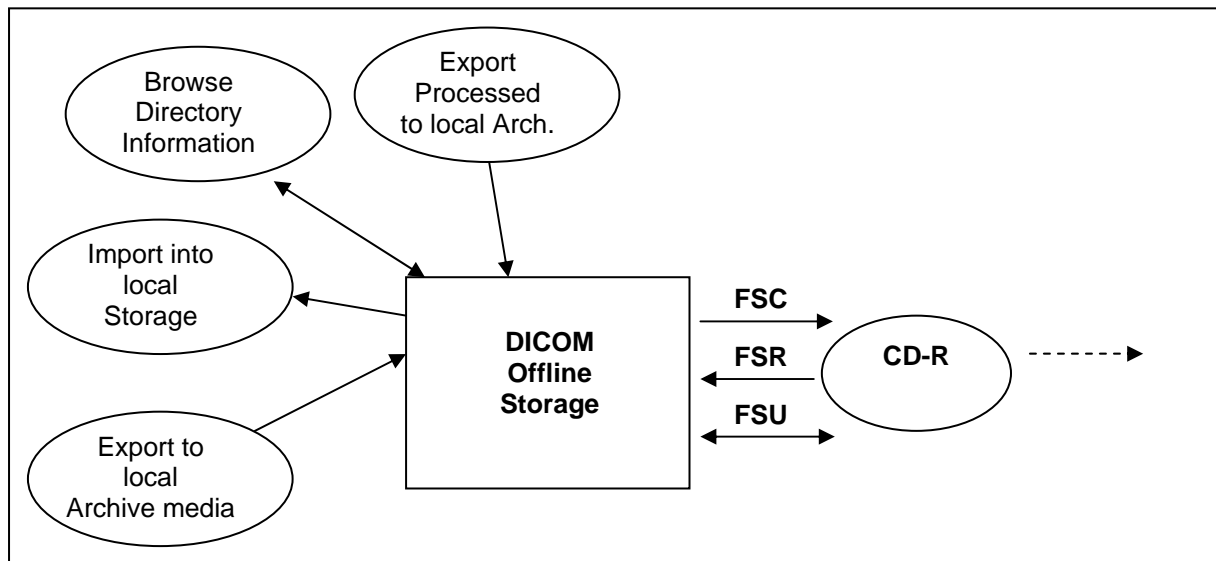 Browse
Directory
Information
Export
Processed
to local Arch.
Import into
local
Storage
Export to
local
Archive media
DICOM
Offline
Storage
FSC
FSR
FSU
CD-R